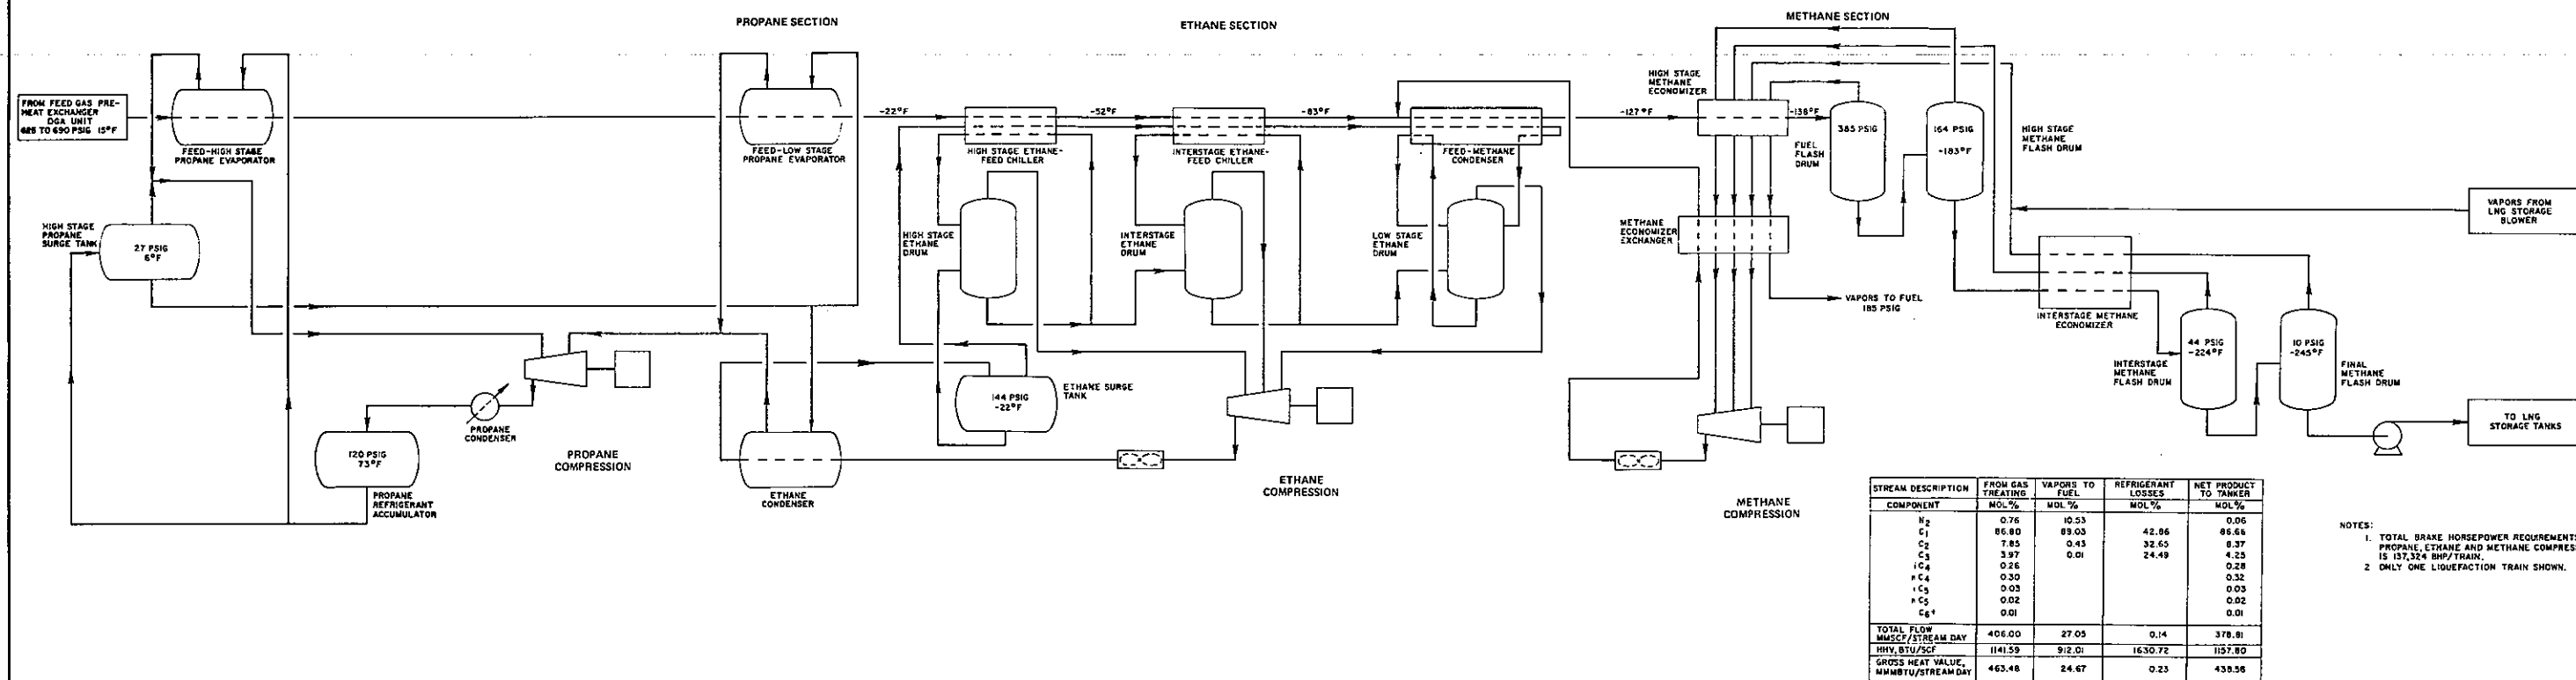 PROPANE SECTION
ETHANE SECTION
METHANE SECTION
FROM FEED GAS PRE-
HEAT EXCHANGER
DGA UNIT
625 TO 690 PSIG 15°F
FEED-HIGH STAGE
PROPANE EVAPORATOR
FEED-LOW STAGE
PROPANE EVAPORATOR
-22°F
-52°F
-83°F
-127°F
-138°F
HIGH STAGE ETHANE-
FEED CHILLER
INTERSTAGE ETHANE-
FEED CHILLER
FEED-METHANE
CONDENSER
HIGH STAGE
METHANE
ECONOMIZER
385 PSIG
FUEL
FLASH
DRUM
164 PSIG
-183°F
HIGH STAGE
METHANE
FLASH DRUM
VAPORS FROM
LNG STORAGE
BLOWER
HIGH STAGE
PROPANE
SURGE TANK
27 PSIG
6°F
HIGH STAGE
ETHANE
DRUM
INTERSTAGE
ETHANE
DRUM
LOW STAGE
ETHANE
DRUM
METHANE
ECONOMIZER
EXCHANGER
VAPORS TO FUEL
185 PSIG
INTERSTAGE METHANE
ECONOMIZER
44 PSIG
-224°F
INTERSTAGE
METHANE
FLASH DRUM
10 PSIG
-245°F
FINAL
METHANE
FLASH DRUM
TO LNG
STORAGE TANKS
144 PSIG
-22°F
ETHANE SURGE
TANK
PROPANE
CONDENSER
120 PSIG
73°F
PROPANE
REFRIGERANT
ACCUMULATOR
PROPANE
COMPRESSION
ETHANE
CONDENSER
ETHANE
COMPRESSION
METHANE
COMPRESSION
STREAM DESCRIPTION FROM GAS TREATING VAPORS TO FUEL REFRIGERANT LOSSES NET PRODUCT TO TANKER
COMPONENT MOL% MOL% MOL% MOL%
N2 0.76 10.53 0.06
C1 86.80 89.03 42.86 86.66
C2 7.85 0.43 32.65 8.37
C3 3.97 0.01 24.49 4.25
iC4 0.26 0.28
nC4 0.30 0.32
iC5 0.03 0.03
nC5 0.02 0.02
C6+ 0.01 0.01
TOTAL FLOW MMSCF/STREAM DAY 406.00 27.05 0.14 378.81
HHV, BTU/SCF 1141.59 912.01 1630.72 1157.80
GROSS HEAT VALUE, MMMBTU/STREAM DAY 463.48 24.67 0.23 438.58
NOTES:
1. TOTAL BRAKE HORSEPOWER REQUIREMENT
PROPANE, ETHANE AND METHANE COMPRES
IS 137,324 BHP/TRAIN.
2 ONLY ONE LIQUEFACTION TRAIN SHOWN.